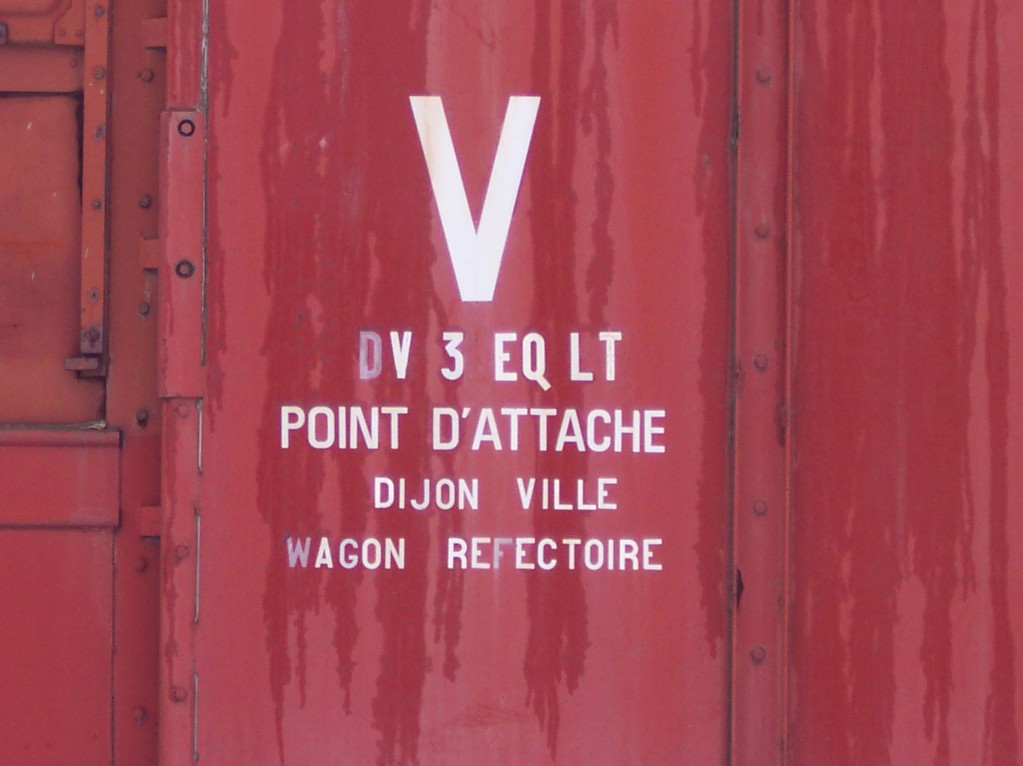 V
DV 3 EQ LT
POINT D'ATTACHE
DIJON VILLE
WAGON REFECTOIRE